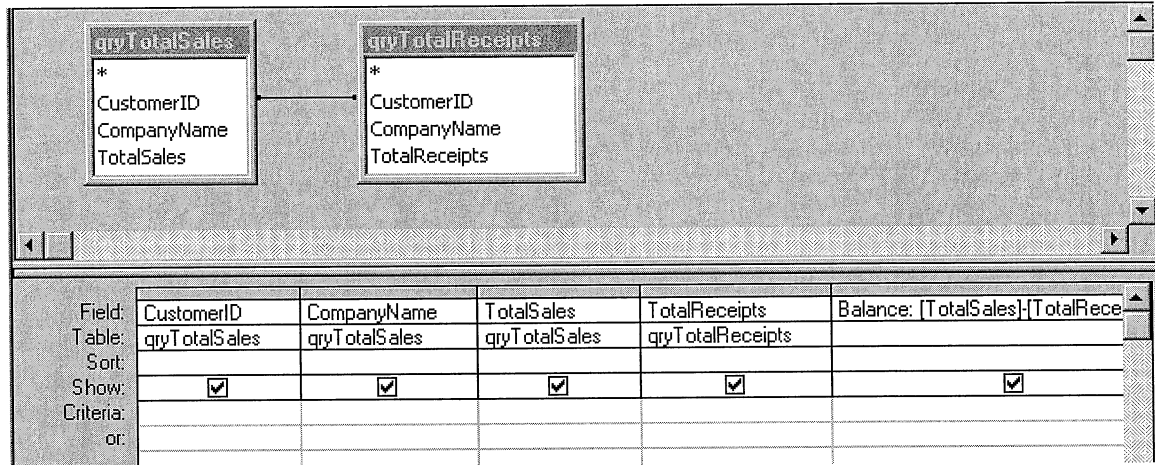 qryTotalSales
*
CustomerID
CompanyName
TotalSales
qryTotalReceipts
*
CustomerID
CompanyName
TotalReceipts
Field: CustomerID CompanyName TotalSales TotalReceipts Balance: [TotalSales]-[TotalRece
Table: qryTotalSales qryTotalSales qryTotalSales qryTotalReceipts
Sort:
Show:
Criteria:
or: